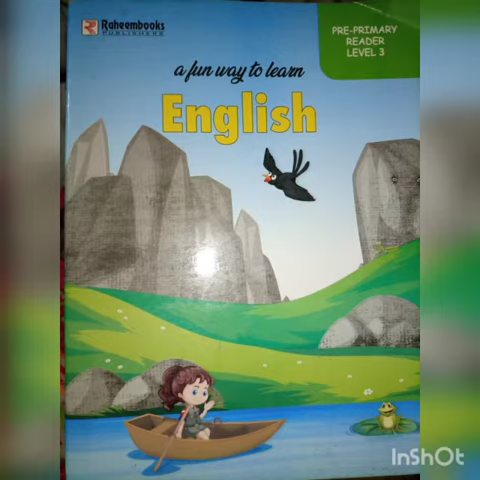 Raheembooks
PUBLISHERS
PRE-PRIMARY
READER
LEVEL 3
a fun way to learn
English
InShOt